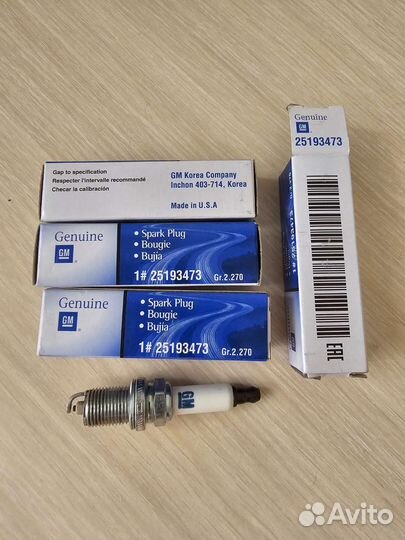 Gap to specification
Respecter l'intervalle recommandé
Checar la calibración
GM Korea Company
Inchon 403-714, Korea
Made in U.S.A
Genuine
GM
• Spark Plug
• Bougie
• Bujía
1# 25193473
Gr.2.270
Genuine
GM
• Spark Plug
• Bougie
• Bujía
1# 25193473
Gr.2.270
Genuine
GM
25193473
EAC
GM
Avito